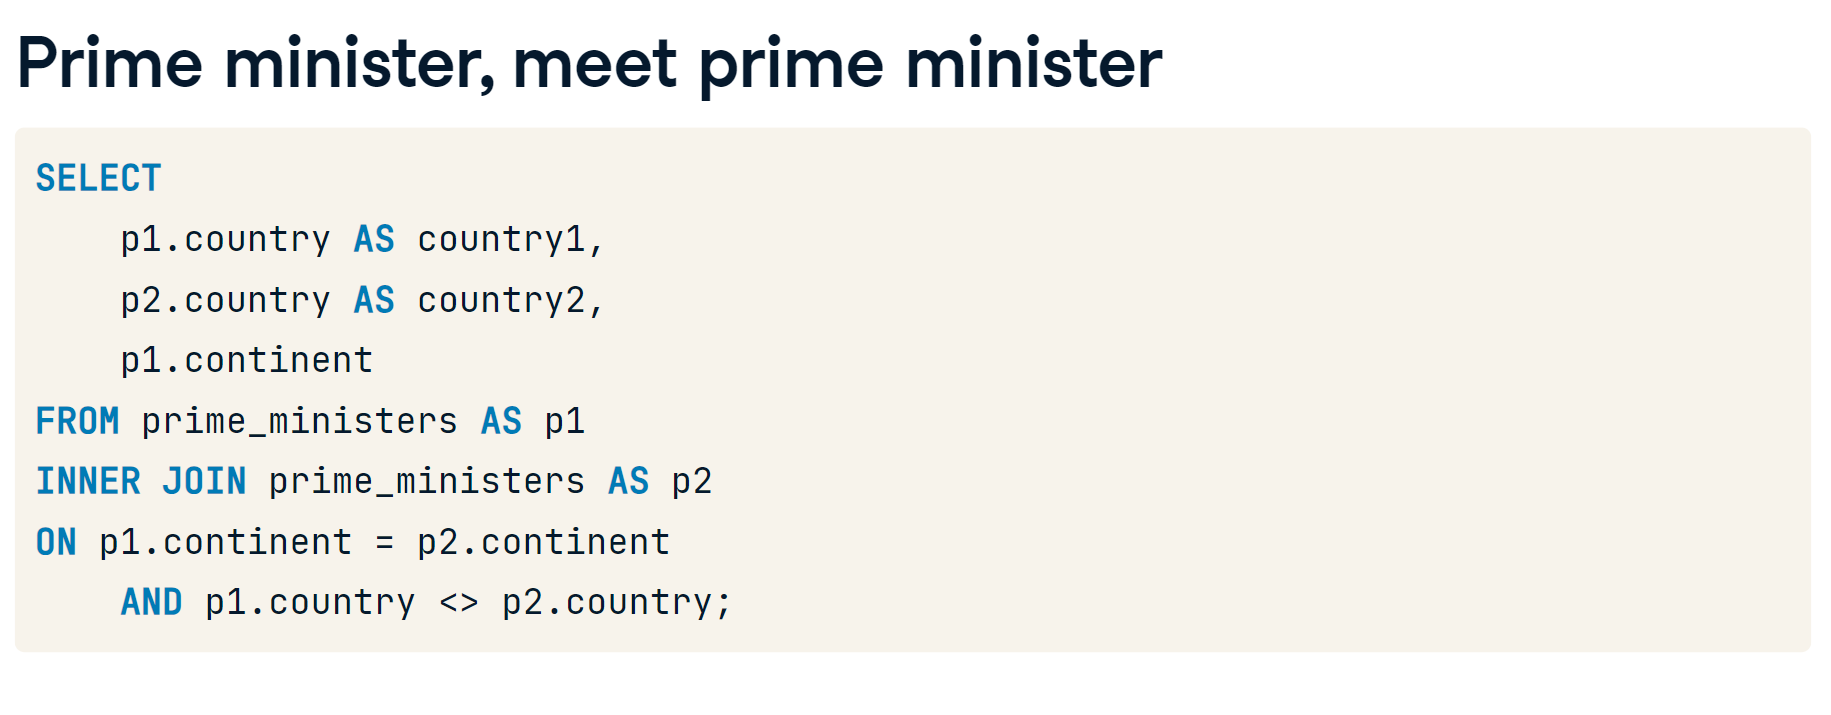 Prime minister, meet prime minister
SELECT
    p1.country AS country1,
    p2.country AS country2,
    p1.continent
FROM prime_ministers AS p1
INNER JOIN prime_ministers AS p2
ON p1.continent = p2.continent
    AND p1.country <> p2.country;